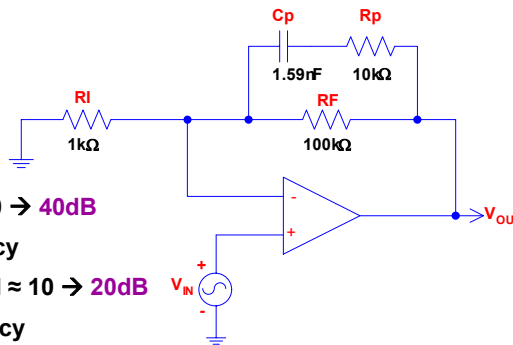 Cp
Rp
1.59nF
10kΩ
RI
RF
1kΩ
100kΩ
-
+
) → 40dB
cy
+
VIN
-
≈ 10 → 20dB
cy
VOU